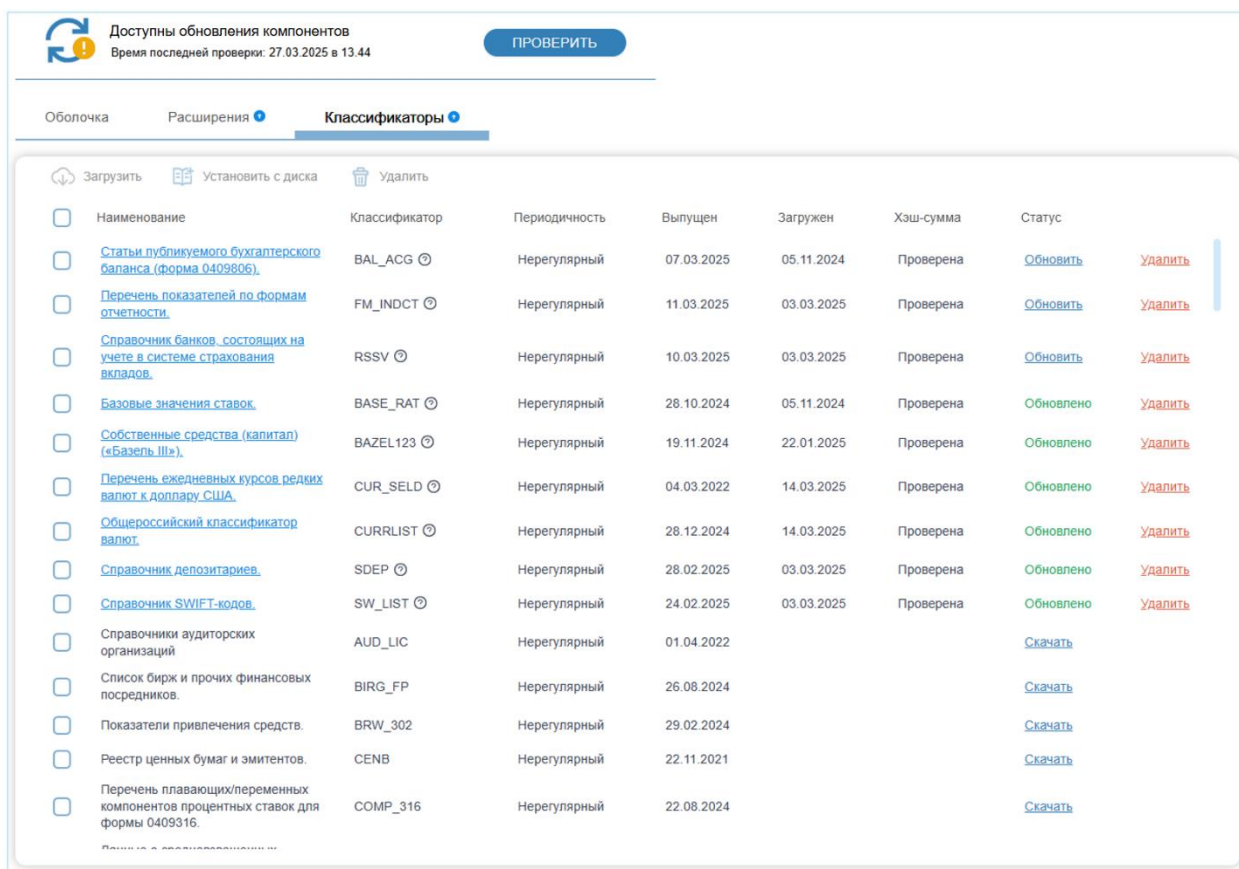 Доступны обновления компонентов
Время последней проверки: 27.03.2025 в 13.44
ПРОВЕРИТЬ
Оболочка Расширения Классификаторы
Загрузить Установить с диска Удалить
Наименование Классификатор Периодичность Выпущен Загружен Хэш-сумма Статус
Статьи публикуемого бухгалтерского
баланса (форма 0409806). BAL_ACG Нерегулярный 07.03.2025 05.11.2024 Проверена Обновить Удалить
Перечень показателей по формам
отчетности. FM_INDCT Нерегулярный 11.03.2025 03.03.2025 Проверена Обновить Удалить
Справочник банков, состоящих на
учете в системе страхования RSSV Нерегулярный 10.03.2025 03.03.2025 Проверена Обновить Удалить
вкладов.
Базовые значения ставок. BASE_RAT Нерегулярный 28.10.2024 05.11.2024 Проверена Обновлено Удалить
Собственные средства (капитал)
(«Базель III»). BAZEL123 Нерегулярный 19.11.2024 22.01.2025 Проверена Обновлено Удалить
Перечень ежедневных курсов редких
валют к доллару США. CUR_SELD Нерегулярный 04.03.2022 14.03.2025 Проверена Обновлено Удалить
Общероссийский классификатор
валют. CURRLIST Нерегулярный 28.12.2024 14.03.2025 Проверена Обновлено Удалить
Справочник депозитариев. SDEP Нерегулярный 28.02.2025 03.03.2025 Проверена Обновлено Удалить
Справочник SWIFT-кодов. SW_LIST Нерегулярный 24.02.2025 03.03.2025 Проверена Обновлено Удалить
Справочники аудиторских
организаций AUD_LIC Нерегулярный 01.04.2022 Скачать
Список бирж и прочих финансовых
посредников. BIRG_FP Нерегулярный 26.08.2024 Скачать
Показатели привлечения средств. BRW_302 Нерегулярный 29.02.2024 Скачать
Реестр ценных бумаг и эмитентов. CENB Нерегулярный 22.11.2021 Скачать
Перечень плавающих/переменных
компонентов процентных ставок для COMP_316 Нерегулярный 22.08.2024 Скачать
формы 0409316.